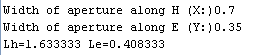 Width of aperture along H (X:)0.7
Width of aperture along E (Y:)0.35
Lh=1.633333 Le=0.408333